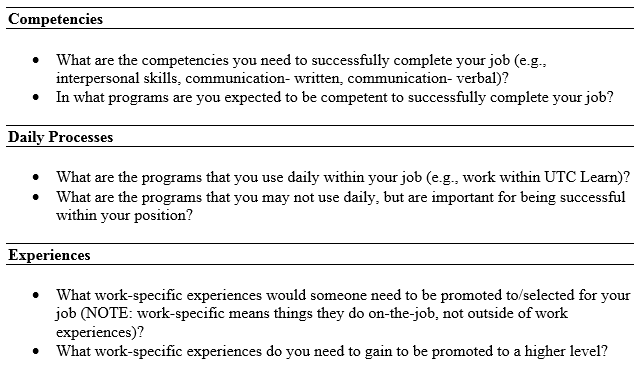 Competencies
• What are the competencies you need to successfully complete your job (e.g.,
interpersonal skills, communication- written, communication- verbal)?
• In what programs are you expected to be competent to successfully complete your job?
Daily Processes
• What are the programs that you use daily within your job (e.g., work within UTC Learn)?
• What are the programs that you may not use daily, but are important for being successful
within your position?
Experiences
• What work-specific experiences would someone need to be promoted to/selected for your
job (NOTE: work-specific means things they do on-the-job, not outside of work
experiences)?
• What work-specific experiences do you need to gain to be promoted to a higher level?